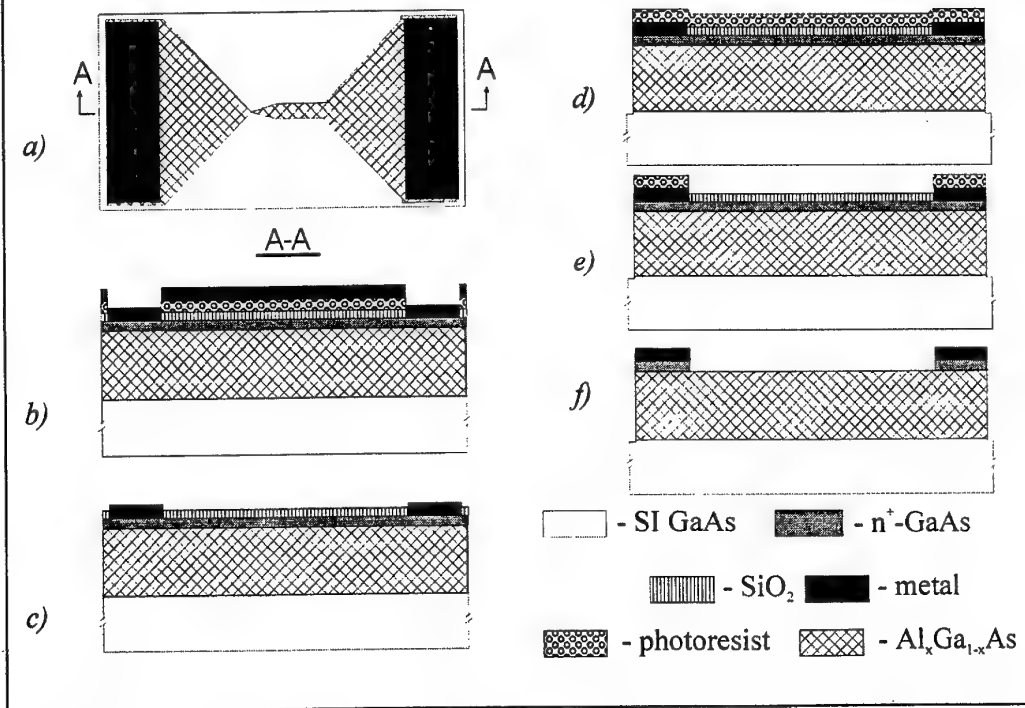 a)
A
A
A-A
b)
c)
d)
e)
f)
- SI GaAs
- n⁺-GaAs
- SiO₂
- metal
- photoresist
- AlₓGa₁₋ₓAs